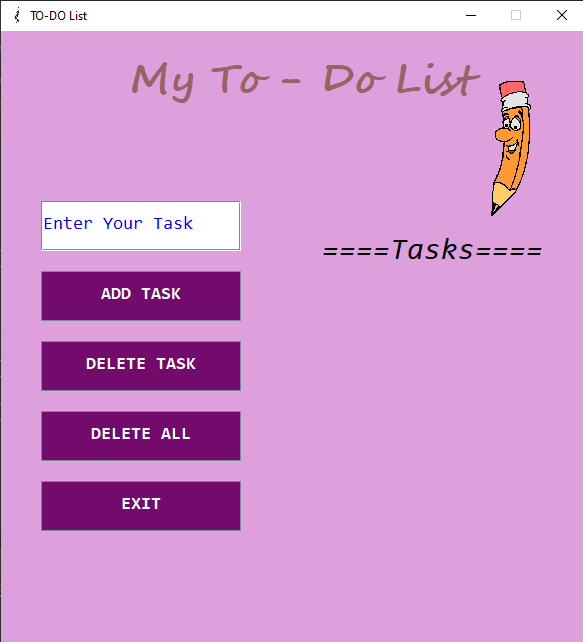 TO-DO List
My To - Do List
Enter Your Task
====Tasks====
ADD TASK
DELETE TASK
DELETE ALL
EXIT